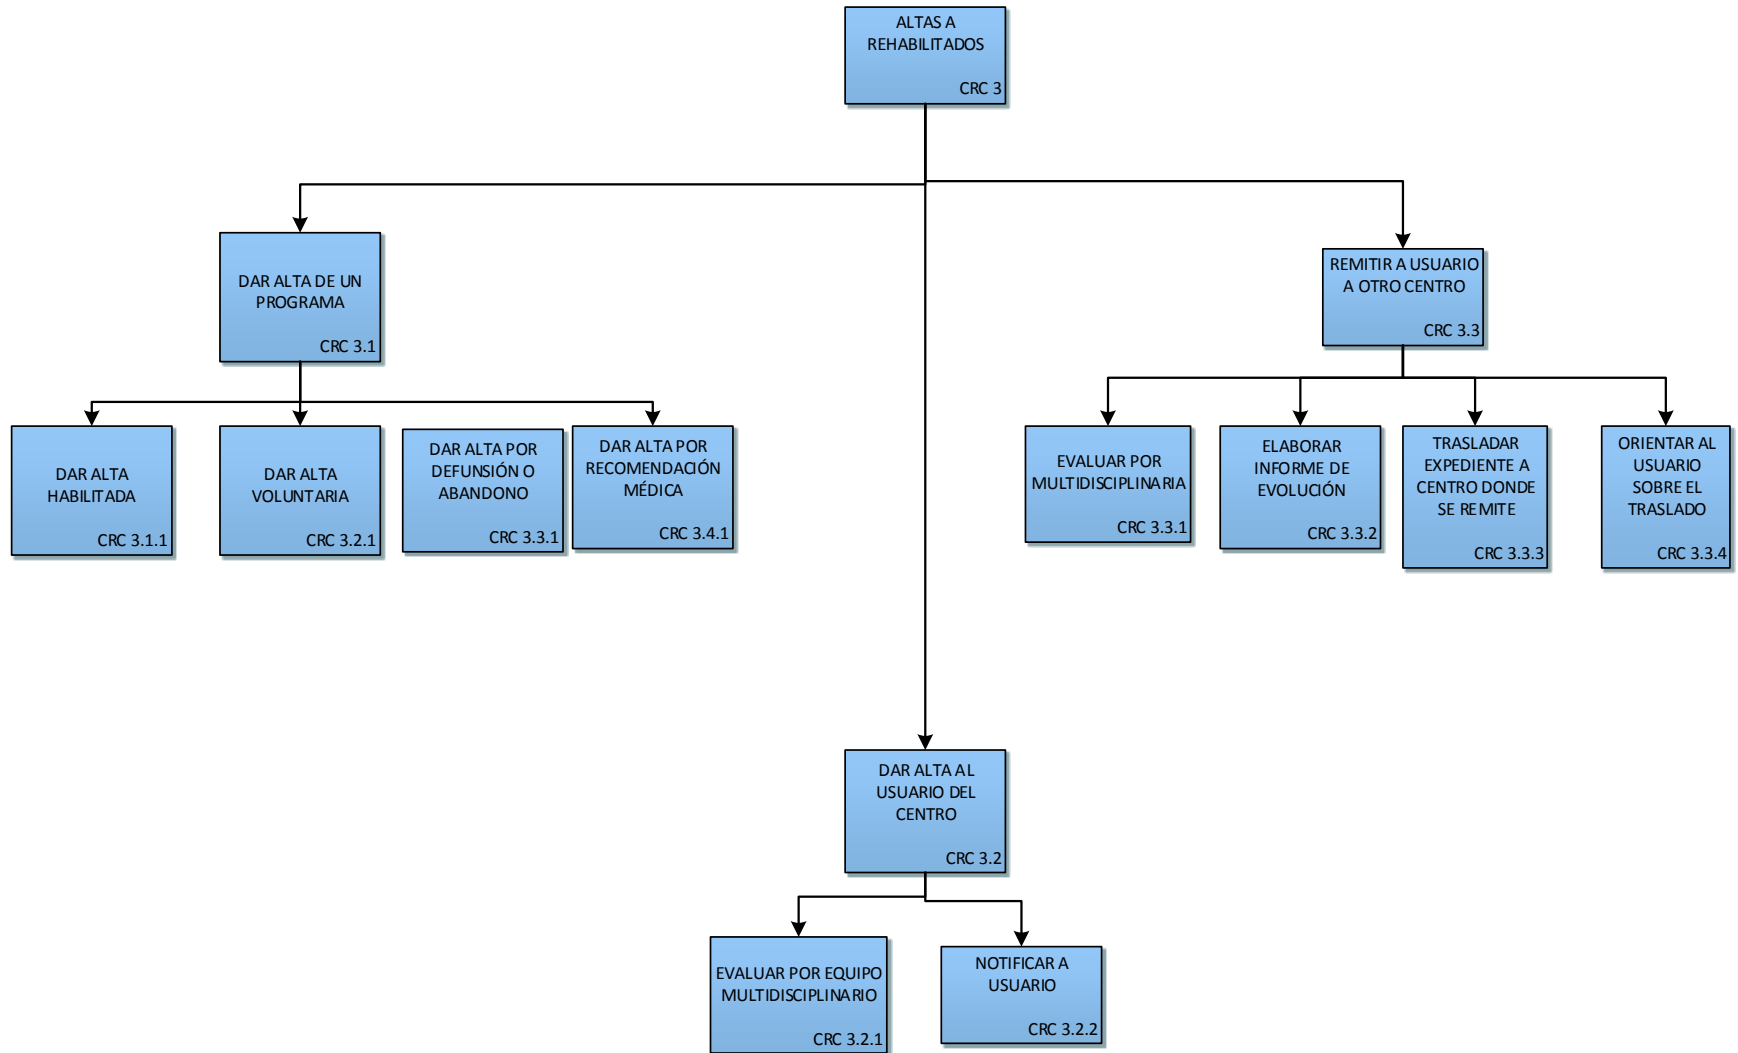 ALTAS A
REHABILITADOS
CRC 3
DAR ALTA DE UN
PROGRAMA
CRC 3.1
REMITIR A USUARIO
A OTRO CENTRO
CRC 3.3
DAR ALTA
HABILITADA
CRC 3.1.1
DAR ALTA
VOLUNTARIA
CRC 3.2.1
DAR ALTA POR
DEFUNSIÓN O
ABANDONO
CRC 3.3.1
DAR ALTA POR
RECOMENDACIÓN
MÉDICA
CRC 3.4.1
EVALUAR POR
MULTIDISCIPLINARIA
CRC 3.3.1
ELABORAR
INFORME DE
EVOLUCIÓN
CRC 3.3.2
TRASLADAR
EXPEDIENTE A
CENTRO DONDE
SE REMITE
CRC 3.3.3
ORIENTAR AL
USUARIO
SOBRE EL
TRASLADO
CRC 3.3.4
DAR ALTA AL
USUARIO DEL
CENTRO
CRC 3.2
EVALUAR POR EQUIPO
MULTIDISCIPLINARIO
CRC 3.2.1
NOTIFICAR A
USUARIO
CRC 3.2.2